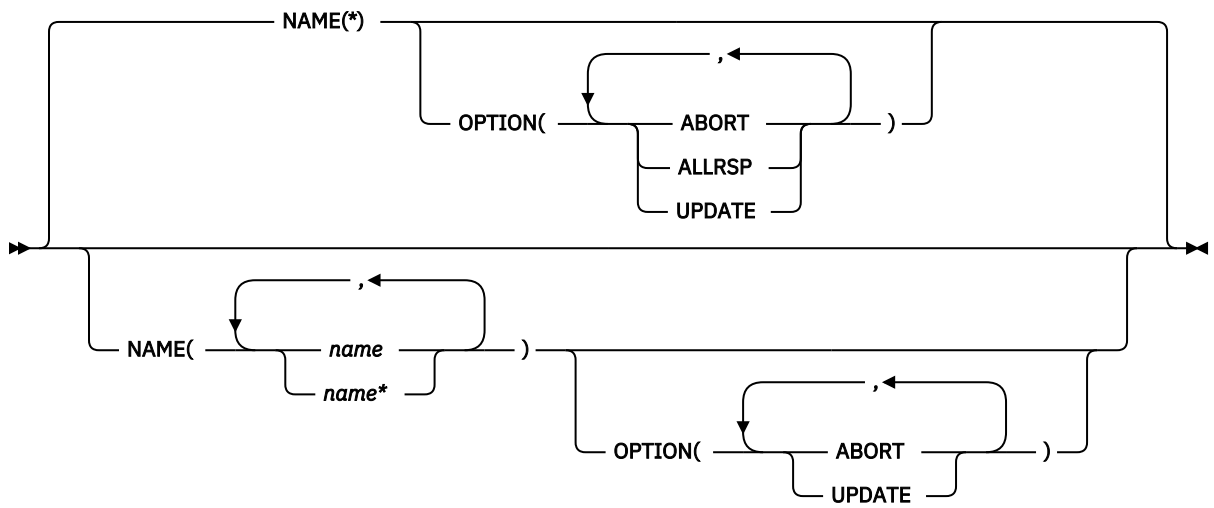 NAME(*)
,
OPTION( ABORT )
ALLRSP
UPDATE
,
NAME( name )
name*
,
OPTION( ABORT )
UPDATE